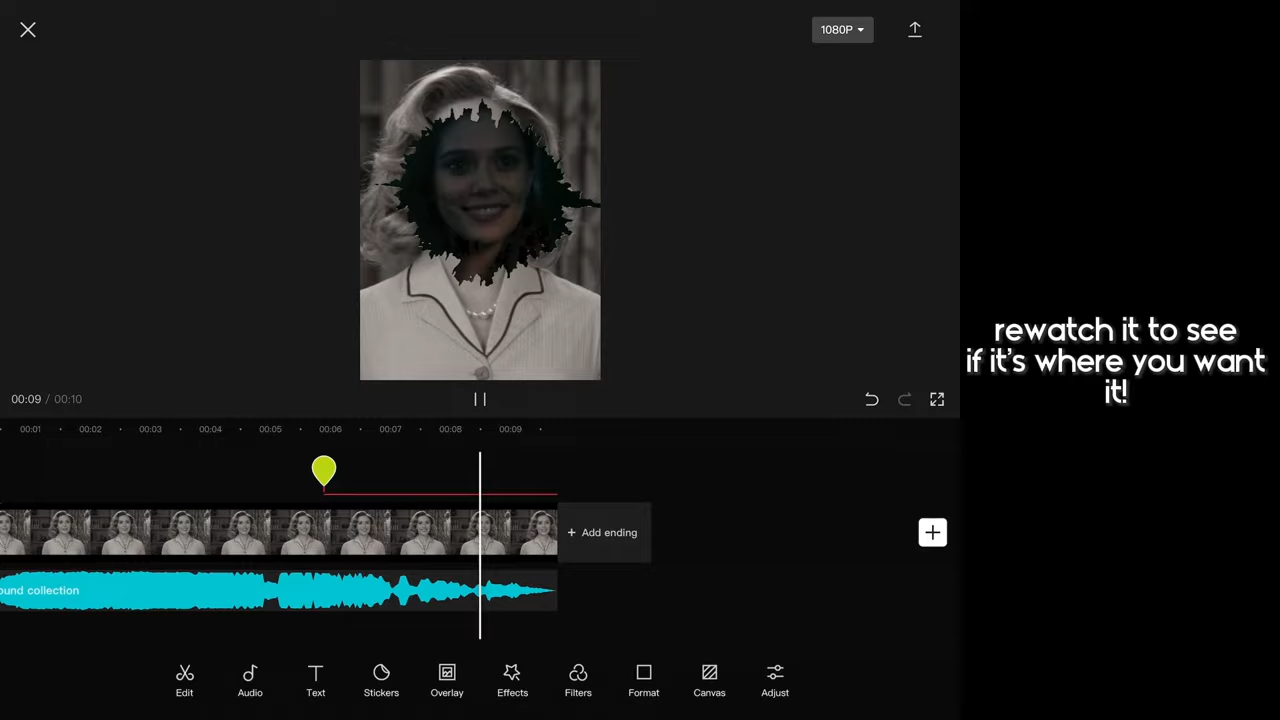 1080P
rewatch it to see
if it's where you want
it!
00:09 / 00:10
00:01 00:02 00:03 00:04 00:05 00:06 00:07 00:08 00:09
+ Add ending
ound collection
Edit Audio Text Stickers Overlay Effects Filters Format Canvas Adjust